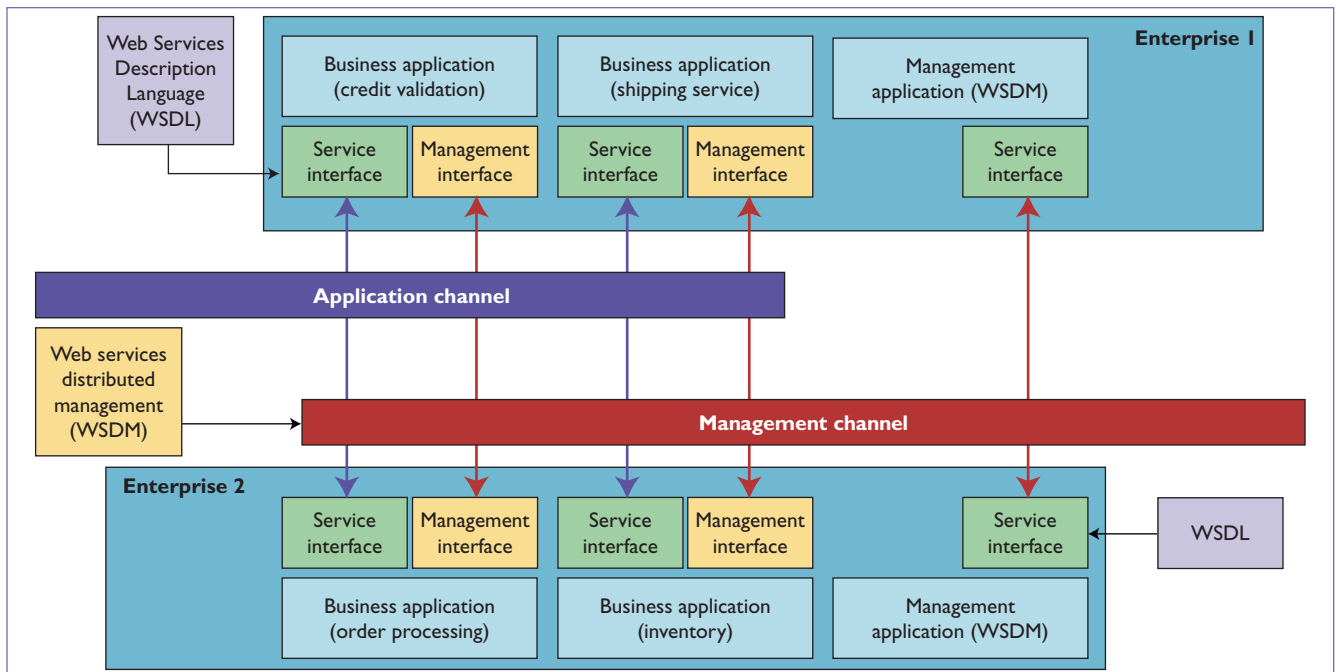 Web Services
Description
Language
(WSDL)
Enterprise 1
Business application
(credit validation)
Business application
(shipping service)
Management
application (WSDM)
Service
interface
Management
interface
Service
interface
Management
interface
Service
interface
Application channel
Web services
distributed
management
(WSDM)
Management channel
Enterprise 2
Service
interface
Management
interface
Service
interface
Management
interface
Service
interface
WSDL
Business application
(order processing)
Business application
(inventory)
Management
application (WSDM)